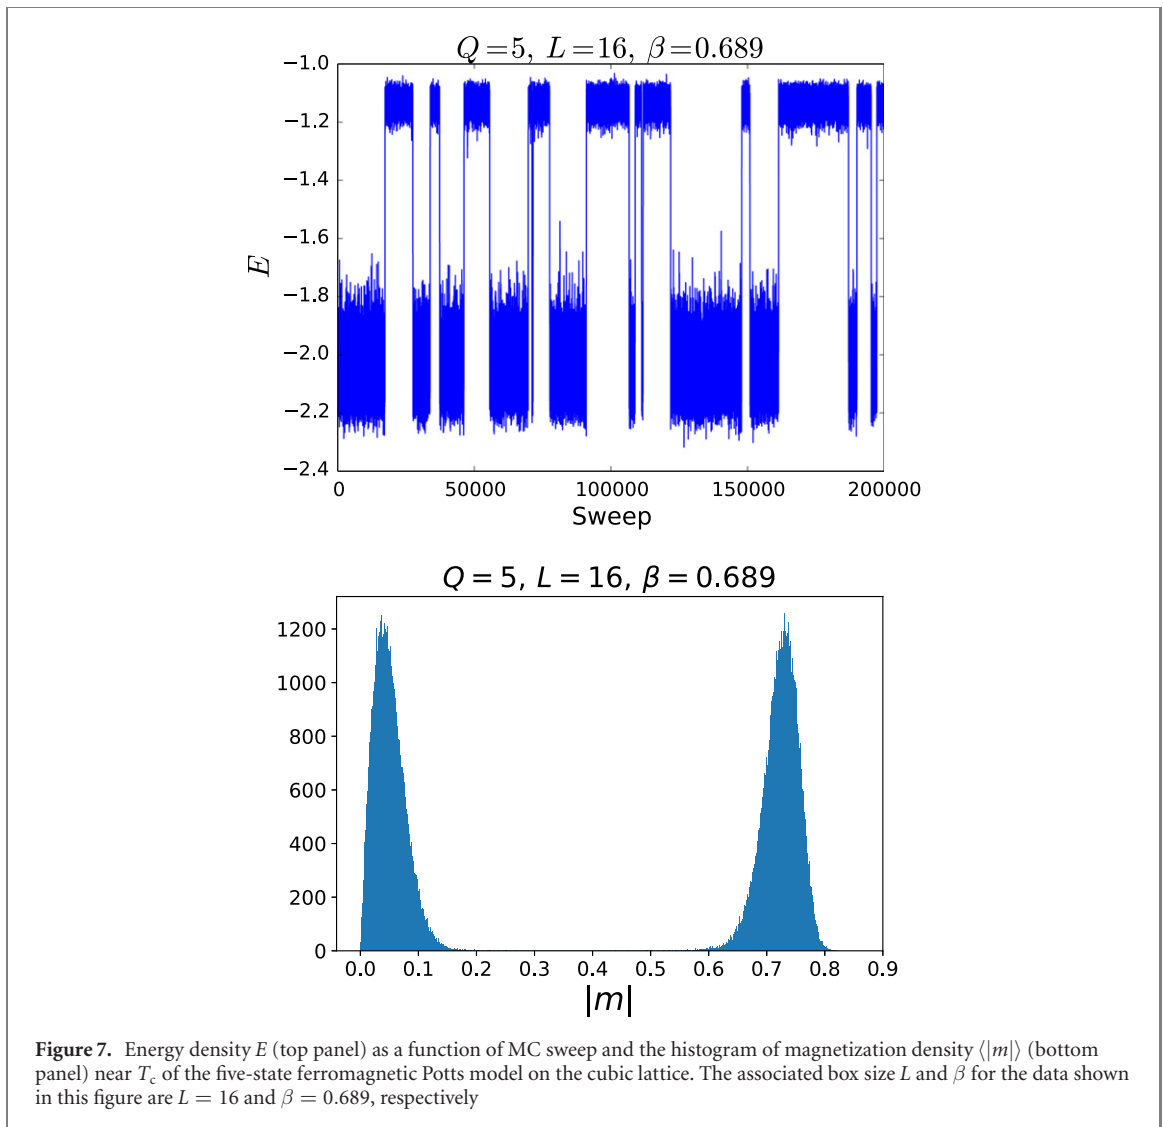 Q=5, L=16, β=0.689
−1.0
−1.2
−1.4
−1.6
−1.8
−2.0
−2.2
−2.4
E
0 50000 100000 150000 200000
Sweep
Q = 5, L = 16, β = 0.689
1200
1000
800
600
400
200
0
0.0 0.1 0.2 0.3 0.4 0.5 0.6 0.7 0.8 0.9
|m|
Figure 7. Energy density E (top panel) as a function of MC sweep and the histogram of magnetization density ⟨|m|⟩ (bottom
panel) near Tc of the five-state ferromagnetic Potts model on the cubic lattice. The associated box size L and β for the data shown
in this figure are L = 16 and β = 0.689, respectively